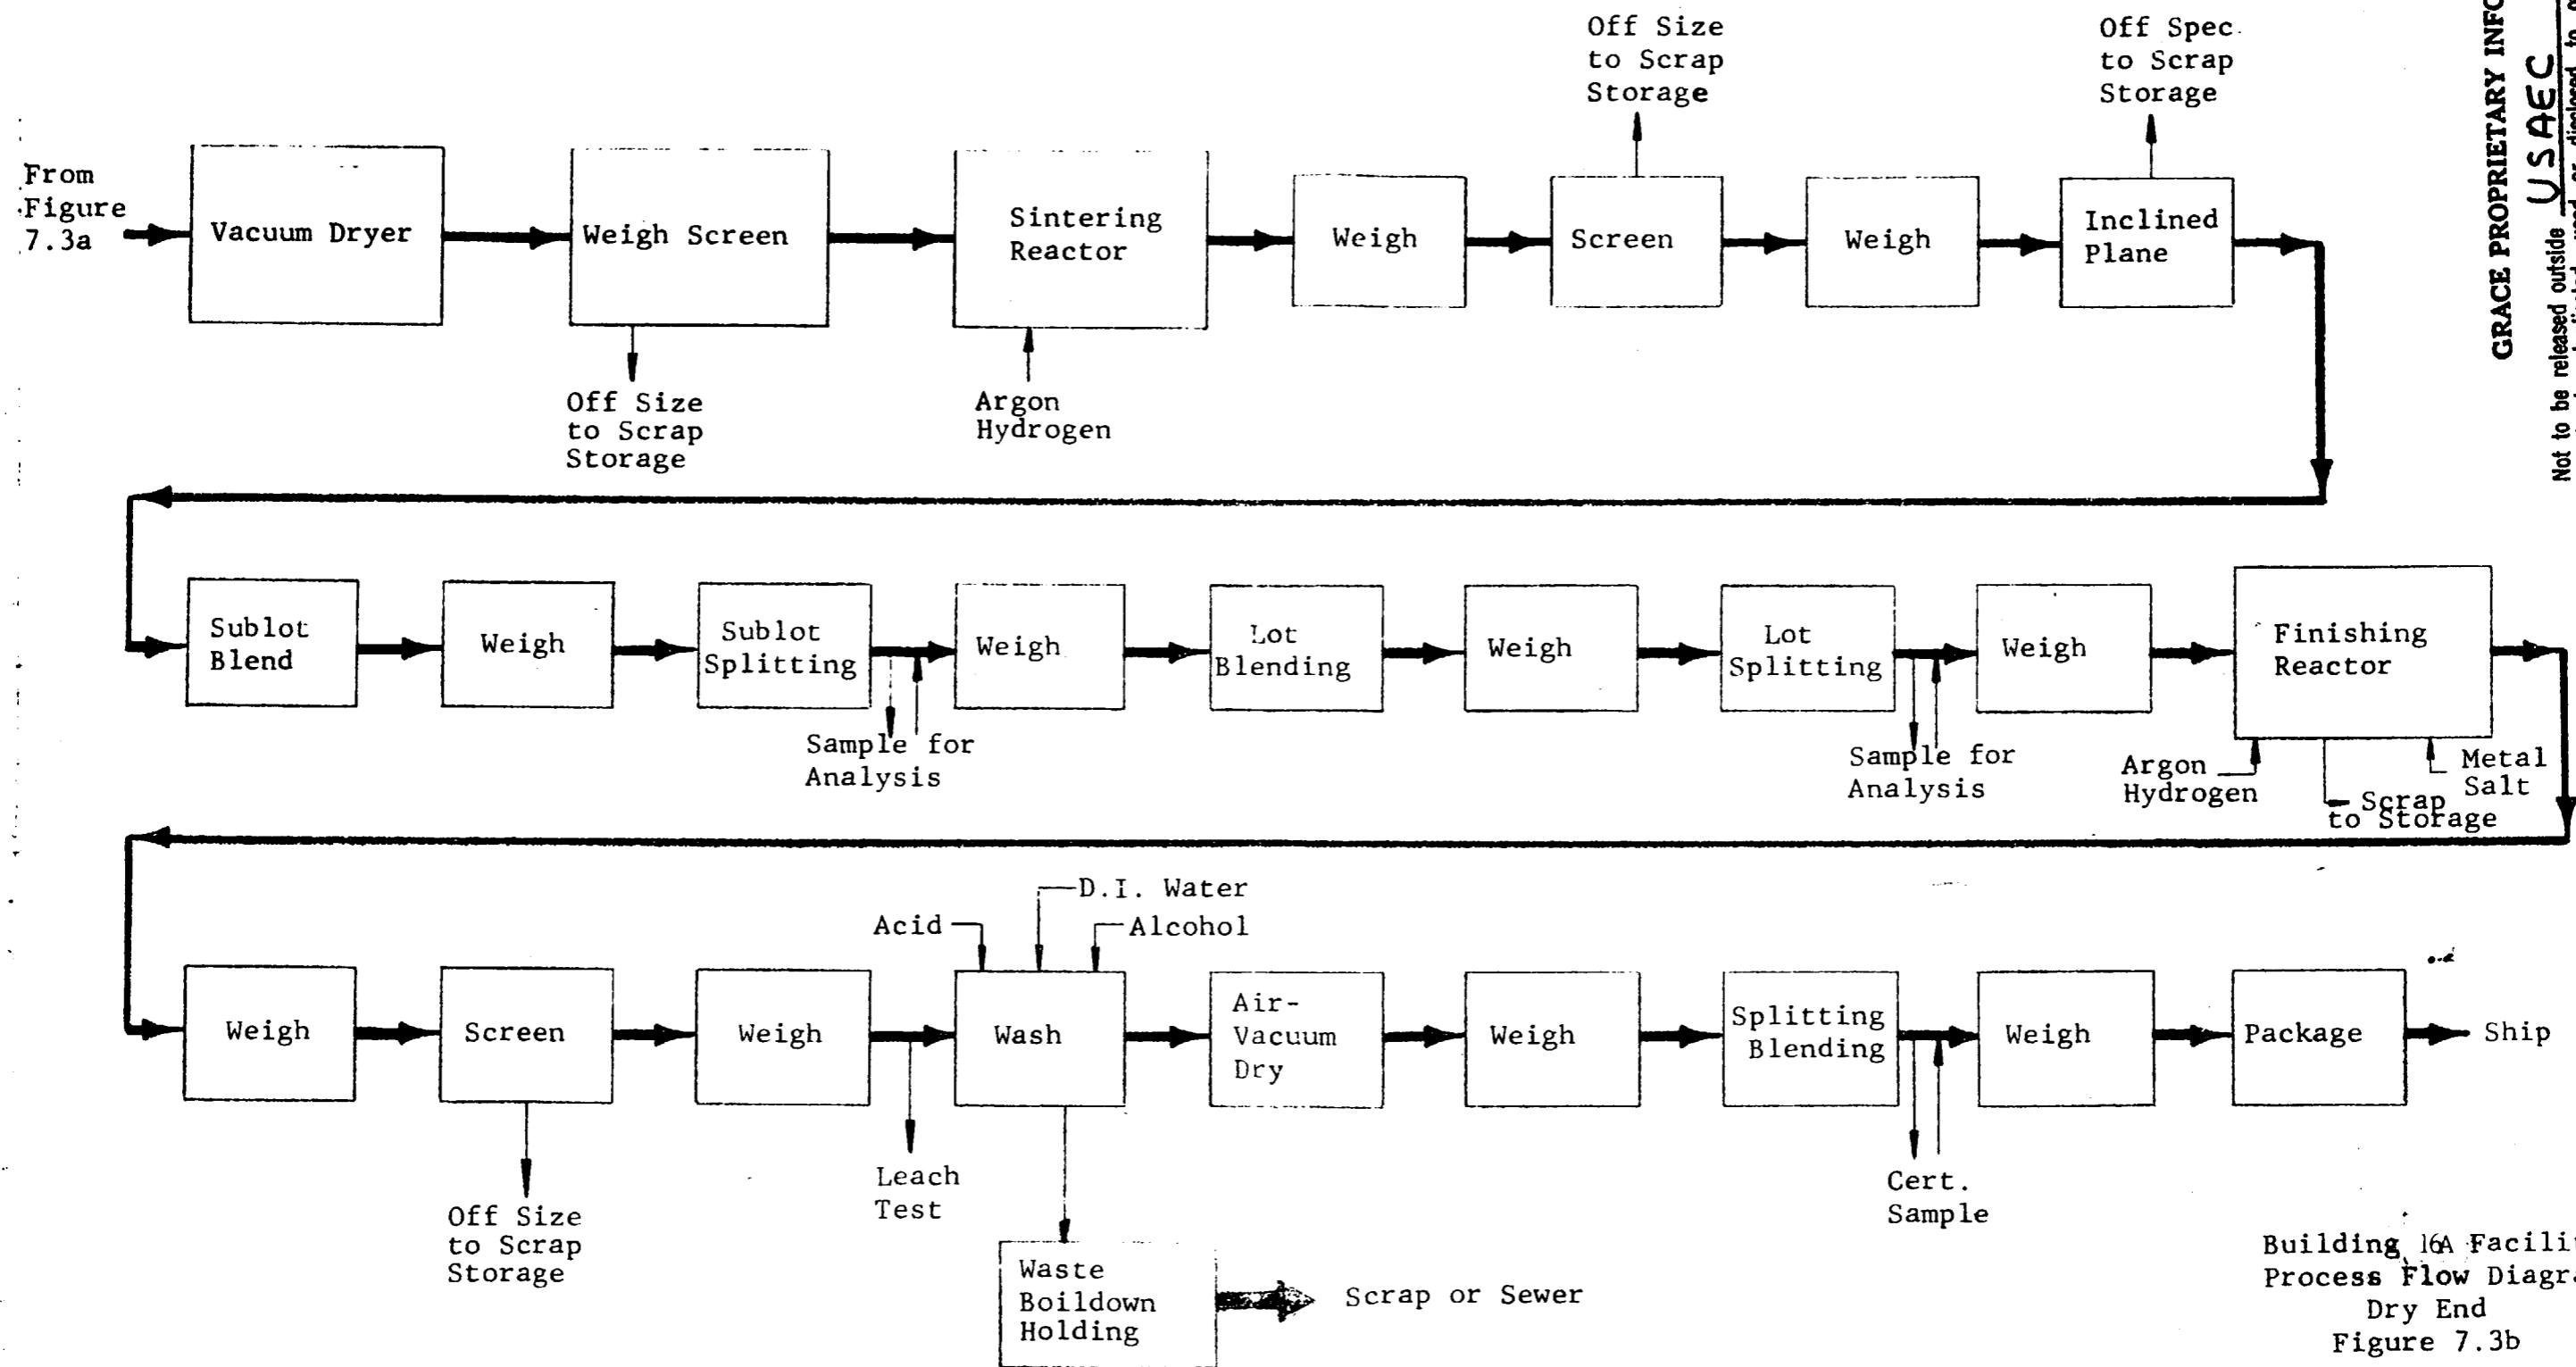 Off Size
to Scrap
Storage
Off Spec
to Scrap
Storage
GRACE PROPRIETARY
USAEC
Not to be released outside
From
Figure
7.3a
Vacuum Dryer
Weigh Screen
Sintering
Reactor
Weigh
Screen
Weigh
Inclined
Plane
Off Size
to Scrap
Storage
Argon
Hydrogen
Sublot
Blend
Weigh
Sublot
Splitting
Weigh
Lot
Blending
Weigh
Lot
Splitting
Weigh
Finishing
Reactor
Sample for
Analysis
Sample for
Analysis
Argon
Hydrogen
Scrap
to Storage
Metal
Salt
Acid
D.I. Water
Alcohol
Weigh
Screen
Weigh
Wash
Air-
Vacuum
Dry
Weigh
Splitting
Blending
Weigh
Package
Ship
Off Size
to Scrap
Storage
Leach
Test
Cert.
Sample
Waste
Boildown
Holding
Scrap or Sewer
Building 16A
Process Flow
Dry End
Figure 7.3b